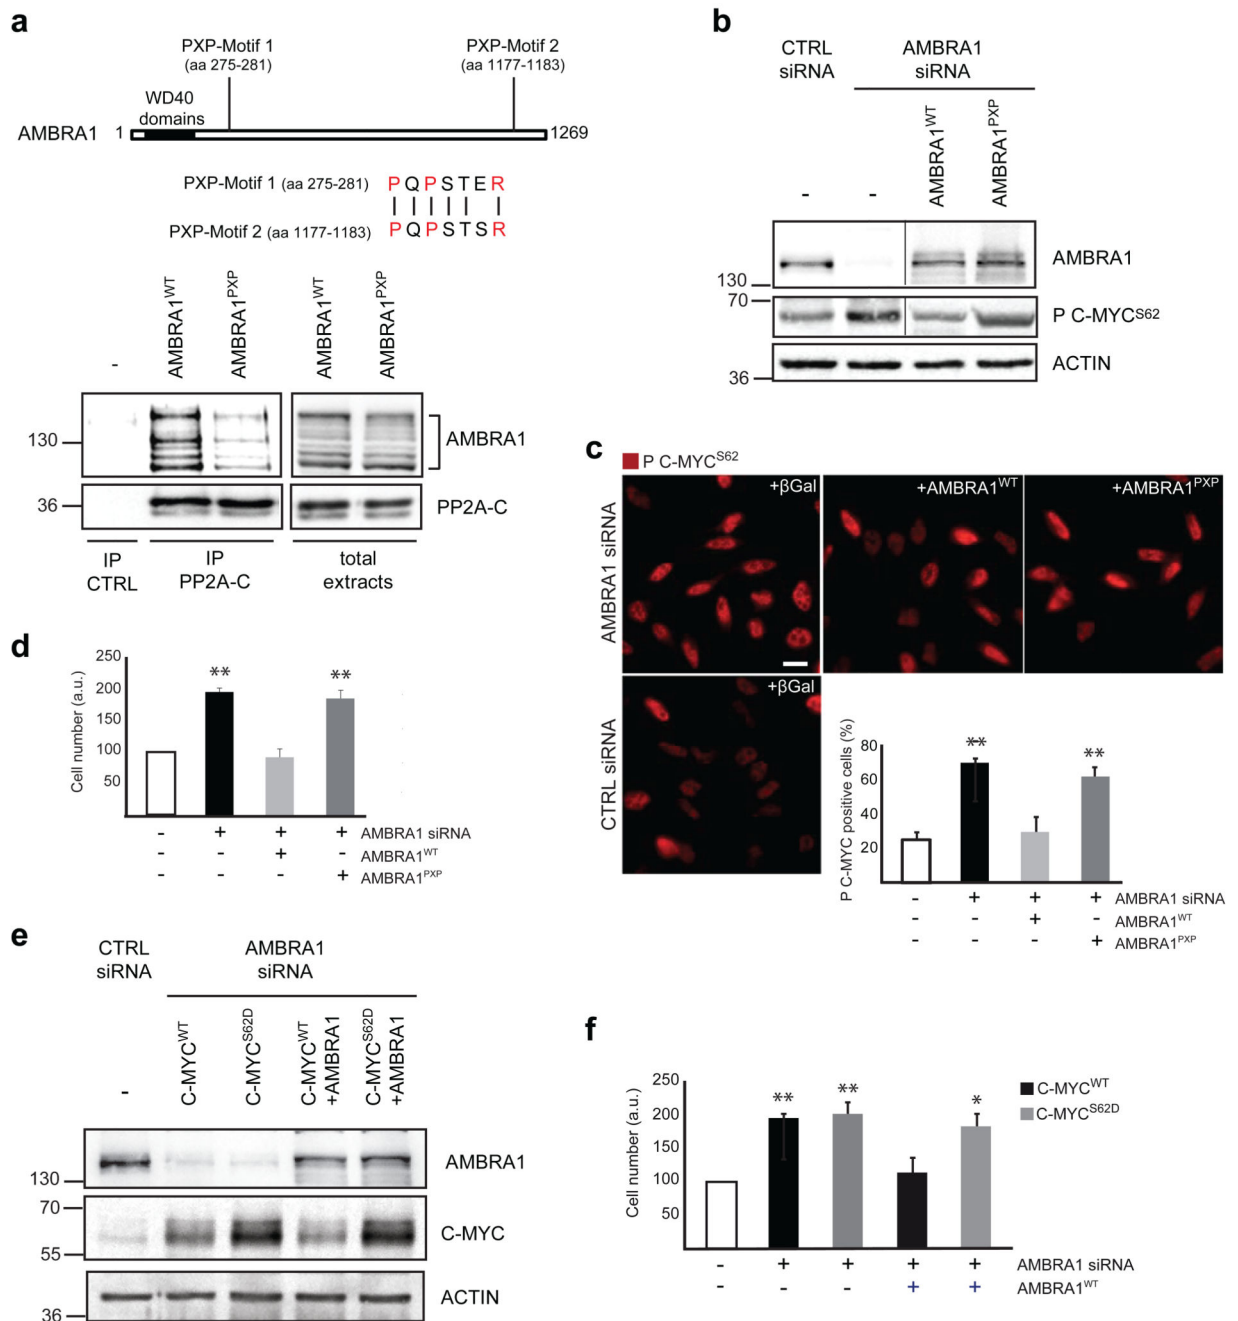 a
PXP-Motif 1
(aa 275-281)
PXP-Motif 2
(aa 1177-1183)
WD40
domains
AMBRA1 1 1269
PXP-Motif 1 (aa 275-281) P Q P S T E R
PXP-Motif 2 (aa 1177-1183) P Q P S T S R
- AMBRA1WT AMBRA1PXP AMBRA1WT AMBRA1PXP
130 AMBRA1
36 PP2A-C
IP
CTRL
IP
PP2A-C
total
extracts
b
CTRL
siRNA
AMBRA1
siRNA
- - AMBRA1WT AMBRA1PXP
AMBRA1
130
70
P C-MYCS62
ACTIN
36
c
P C-MYCS62
AMBRA1 siRNA
+βGal
+AMBRA1WT
+AMBRA1PXP
CTRL siRNA
+βGal
P C-MYC positive cells (%)
80
60
40
20
** **
- + + + AMBRA1 siRNA
- - + - AMBRA1WT
- - - + AMBRA1PXP
d
Cell number (a.u.)
250
200
150
100
50
** **
- + + + AMBRA1 siRNA
- - + - AMBRA1WT
- - - + AMBRA1PXP
e
CTRL
siRNA
AMBRA1
siRNA
-
C-MYCWT
C-MYCS62D
C-MYCWT
+AMBRA1
C-MYCS62D
+AMBRA1
AMBRA1
130
70
C-MYC
55
ACTIN
36
f
Cell number (a.u.)
250
200
150
100
50
** ** *
C-MYCWT
C-MYCS62D
- + + + + AMBRA1 siRNA
- - - + + AMBRA1WT